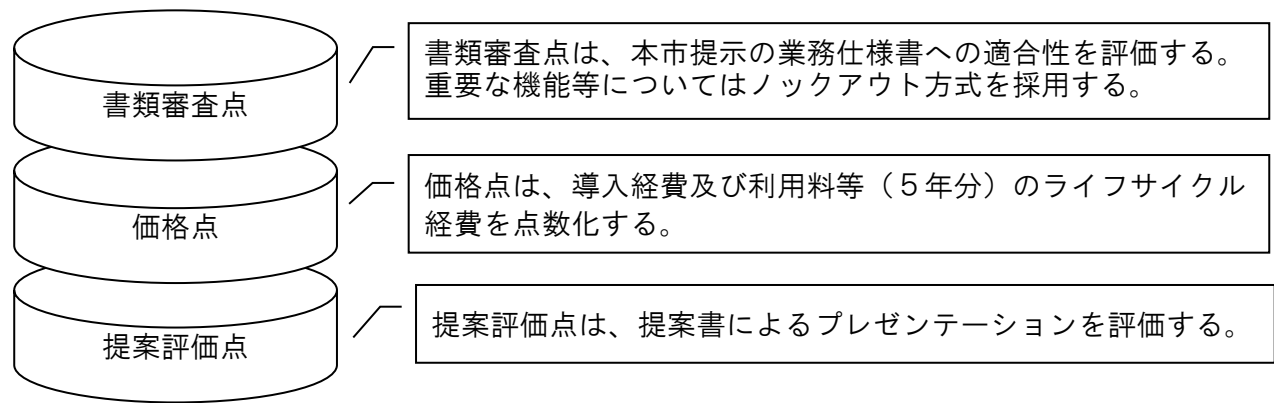 書類審査点
書類審査点は、本市提示の業務仕様書への適合性を評価する。
重要な機能等についてはノックアウト方式を採用する。
価格点
価格点は、導入経費及び利用料等（５年分）のライフサイクル
経費を点数化する。
提案評価点
提案評価点は、提案書によるプレゼンテーションを評価する。